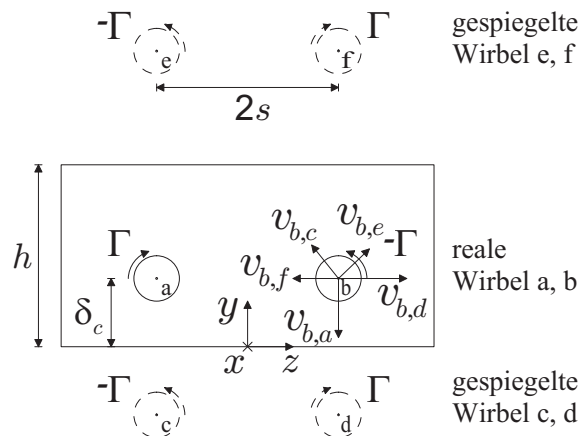 -Γ Γ gespiegelte
e f Wirbel e, f
2s
h Γ v_{b,c} v_{b,e} -Γ reale
a v_{b,f} b v_{b,d} Wirbel a, b
δ_c y v_{b,a}
x z
-Γ Γ gespiegelte
c d Wirbel c, d